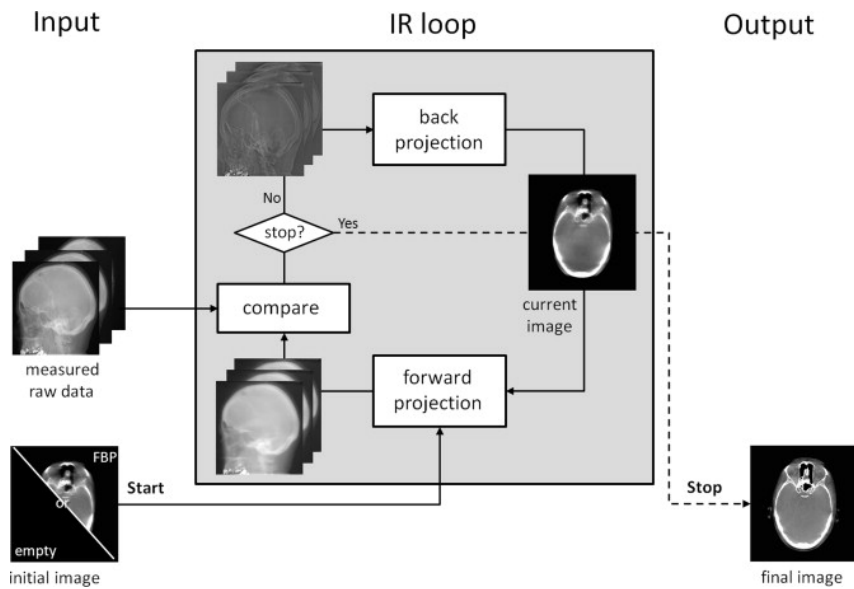 Input
IR loop
Output
back
projection
No
stop?
Yes
compare
current
image
measured
raw data
forward
projection
FBP
or
empty
Start
Stop
initial image
final image